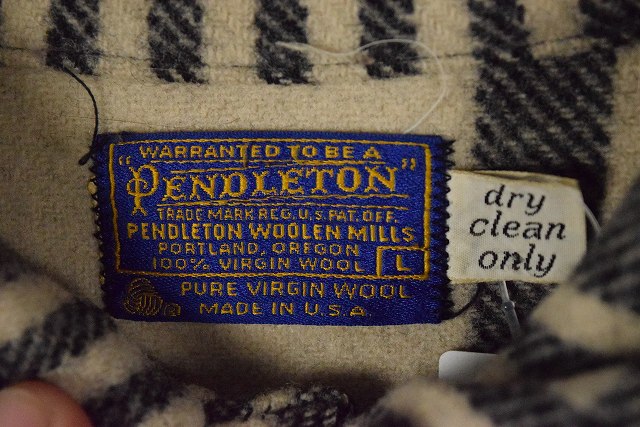 WARRANTED TO BE A
"PENDLETON"
TRADE MARK REG. U.S. PAT. OFF.
PENDLETON WOOLEN MILLS
PORTLAND, OREGON
100% VIRGIN WOOL
L
PURE VIRGIN WOOL
MADE IN U.S.A.
dry
clean
only